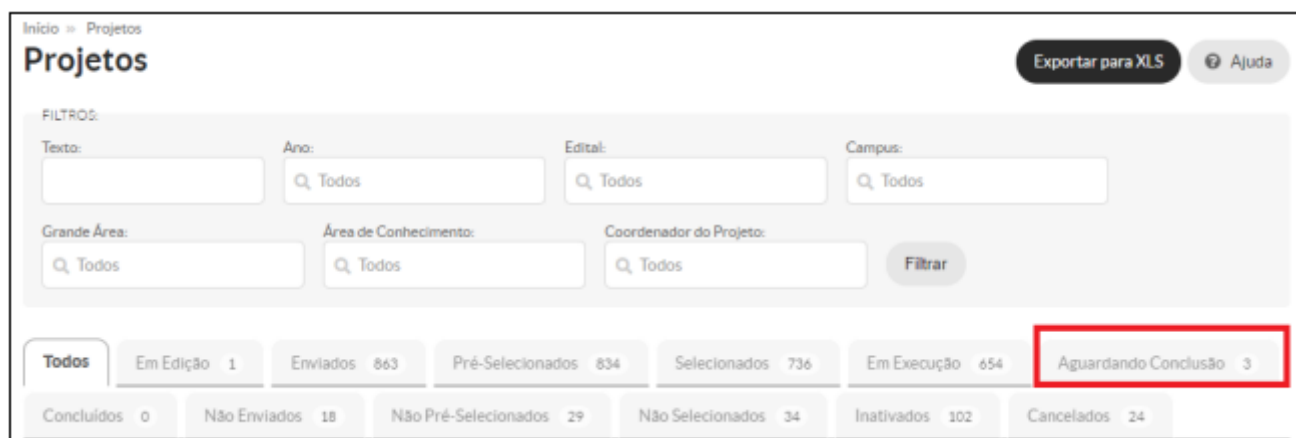 Início » Projetos
Projetos
Exportar para XLS
Ajuda
FILTROS:
Texto: Ano: Edital: Campus:
Todos Todos Todos
Grande Área: Área de Conhecimento: Coordenador do Projeto:
Todos Todos Todos Filtrar
Todos Em Edição 1 Enviados 863 Pré-Selecionados 834 Selecionados 736 Em Execução 654 Aguardando Conclusão 3
Concluídos 0 Não Enviados 18 Não Pré-Selecionados 29 Não Selecionados 34 Inativados 102 Cancelados 24